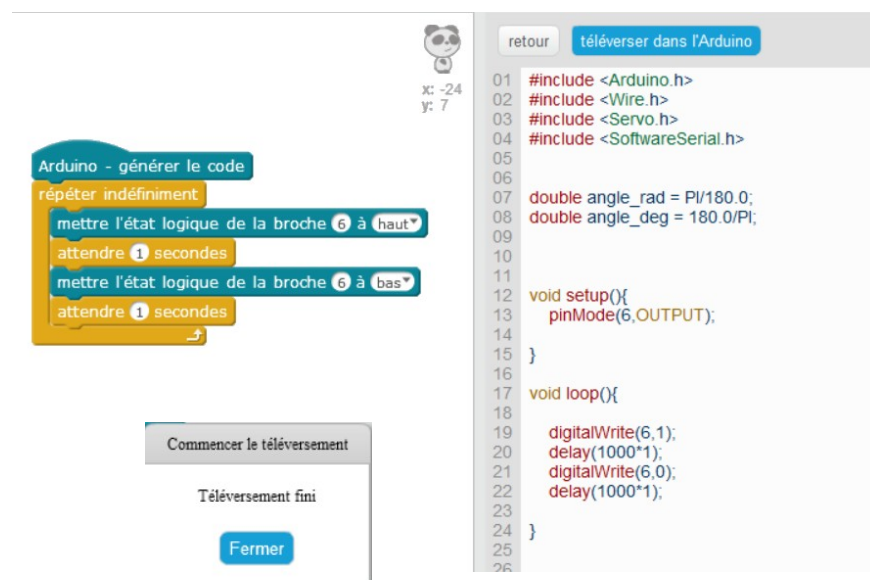 x: -24
y: 7
Arduino - générer le code
répéter indéfiniment
mettre l'état logique de la broche 6 à haut
attendre 1 secondes
mettre l'état logique de la broche 6 à bas
attendre 1 secondes
Commencer le téléversement
Téléversement fini
Fermer
retour téléverser dans l'Arduino
01 #include <Arduino.h>
02 #include <Wire.h>
03 #include <Servo.h>
04 #include <SoftwareSerial.h>
05
06
07 double angle_rad = PI/180.0;
08 double angle_deg = 180.0/PI;
09
10
11
12 void setup(){
13 pinMode(6,OUTPUT);
14
15 }
16
17 void loop(){
18
19 digitalWrite(6,1);
20 delay(1000*1);
21 digitalWrite(6,0);
22 delay(1000*1);
23
24 }
25
26